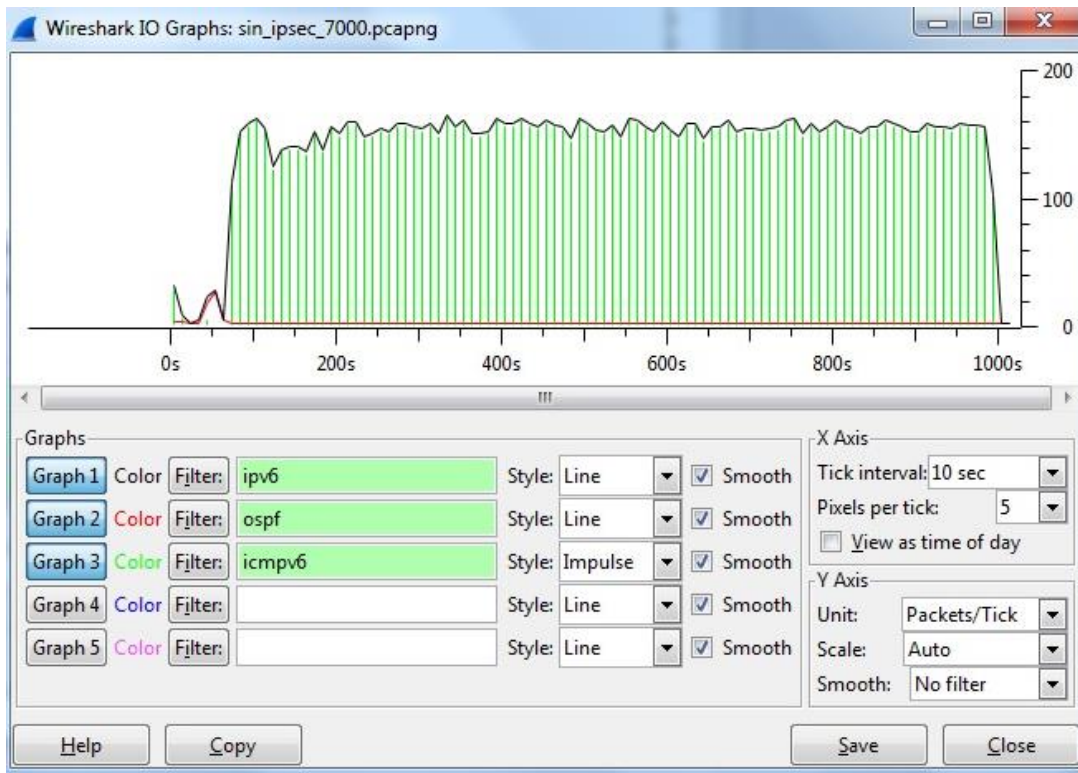 Wireshark IO Graphs: sin_ipsec_7000.pcapng
200
100
0
0s 200s 400s 600s 800s 1000s
Graphs
Graph 1 Color Filter: ipv6 Style: Line Smooth
Graph 2 Color Filter: ospf Style: Line Smooth
Graph 3 Color Filter: icmpv6 Style: Impulse Smooth
Graph 4 Color Filter: Style: Line Smooth
Graph 5 Color Filter: Style: Line Smooth
X Axis
Tick interval: 10 sec
Pixels per tick: 5
View as time of day
Y Axis
Unit: Packets/Tick
Scale: Auto
Smooth: No filter
Help Copy Save Close